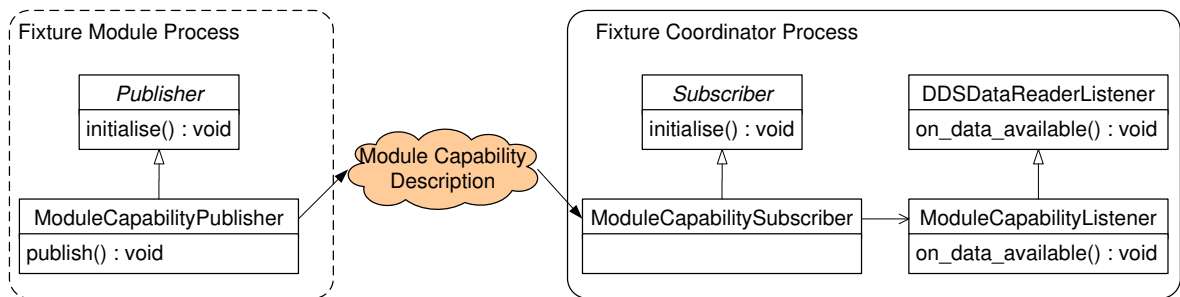 Fixture Module Process
Publisher
initialise() : void
ModuleCapabilityPublisher
publish() : void
Module Capability
Description
Fixture Coordinator Process
Subscriber
initialise() : void
ModuleCapabilitySubscriber
DDSDataReaderListener
on_data_available() : void
ModuleCapabilityListener
on_data_available() : void